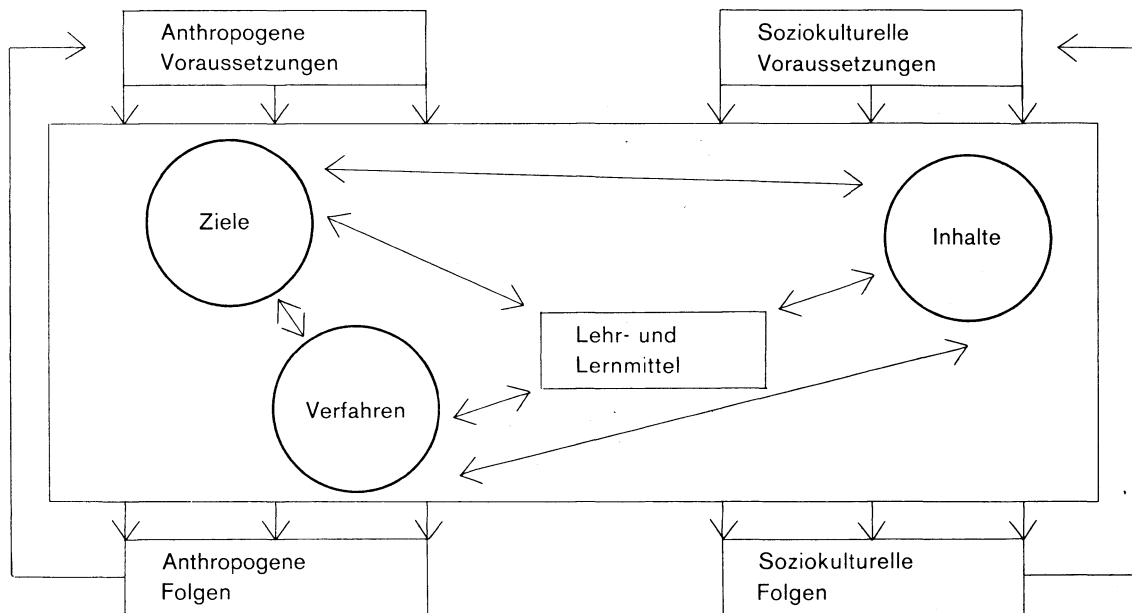 Anthropogene
Voraussetzungen
Soziokulturelle
Voraussetzungen
Ziele
Inhalte
Lehr- und
Lernmittel
Verfahren
Anthropogene
Folgen
Soziokulturelle
Folgen